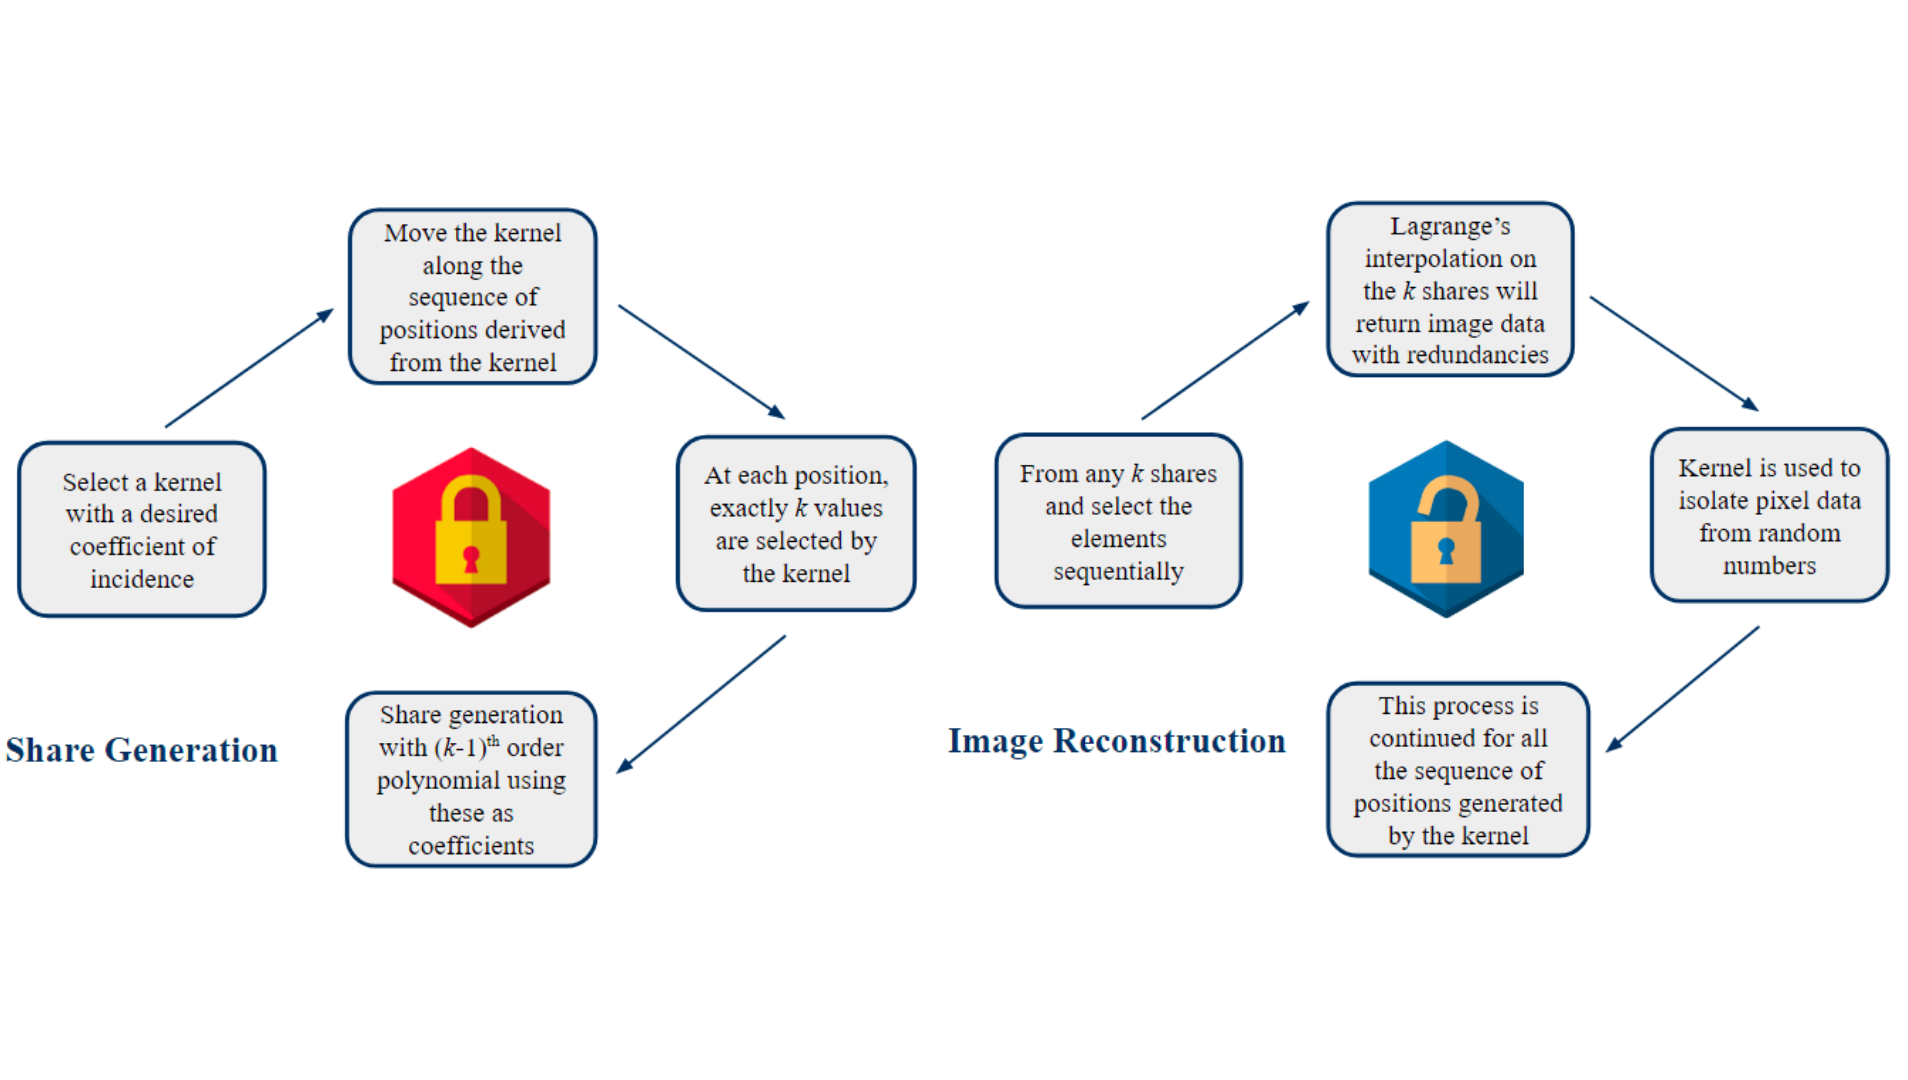 Select a kernel
with a desired
coefficient of
incidence
Move the kernel
along the
sequence of
positions derived
from the kernel
At each position,
exactly k values
are selected by
the kernel
Share generation
with (k-1)th order
polynomial using
these as
coefficients
Share Generation
From any k shares
and select the
elements
sequentially
Lagrange’s
interpolation on
the k shares will
return image data
with redundancies
Kernel is used to
isolate pixel data
from random
numbers
This process is
continued for all
the sequence of
positions generated
by the kernel
Image Reconstruction